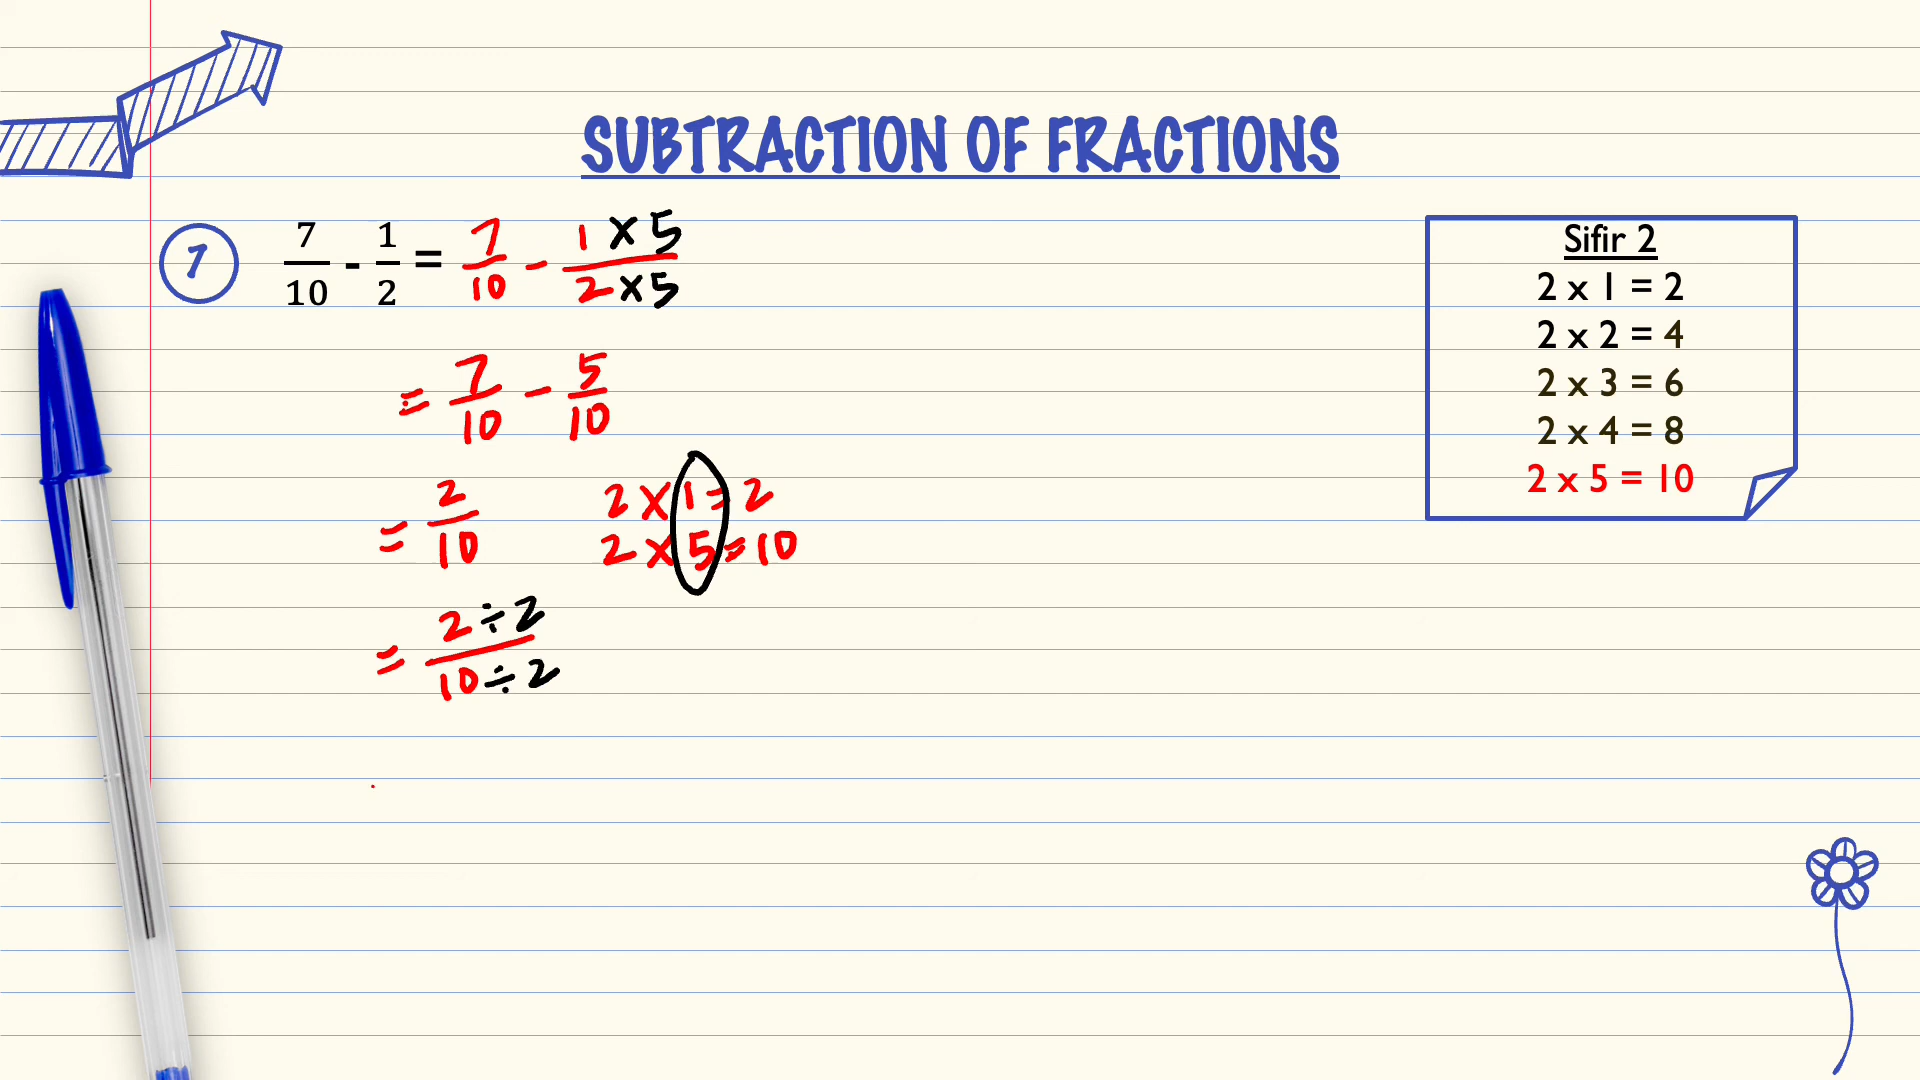 SUBTRACTION OF FRACTIONS
1 7/10 - 1/2 = 7/10 - 1 × 5/2 × 5
= 7/10 - 5/10
= 2/10
2 × 1 = 2
2 × 5 = 10
= 2 ÷ 2/10 ÷ 2
Sifir 2
2 x 1 = 2
2 x 2 = 4
2 x 3 = 6
2 x 4 = 8
2 x 5 = 10